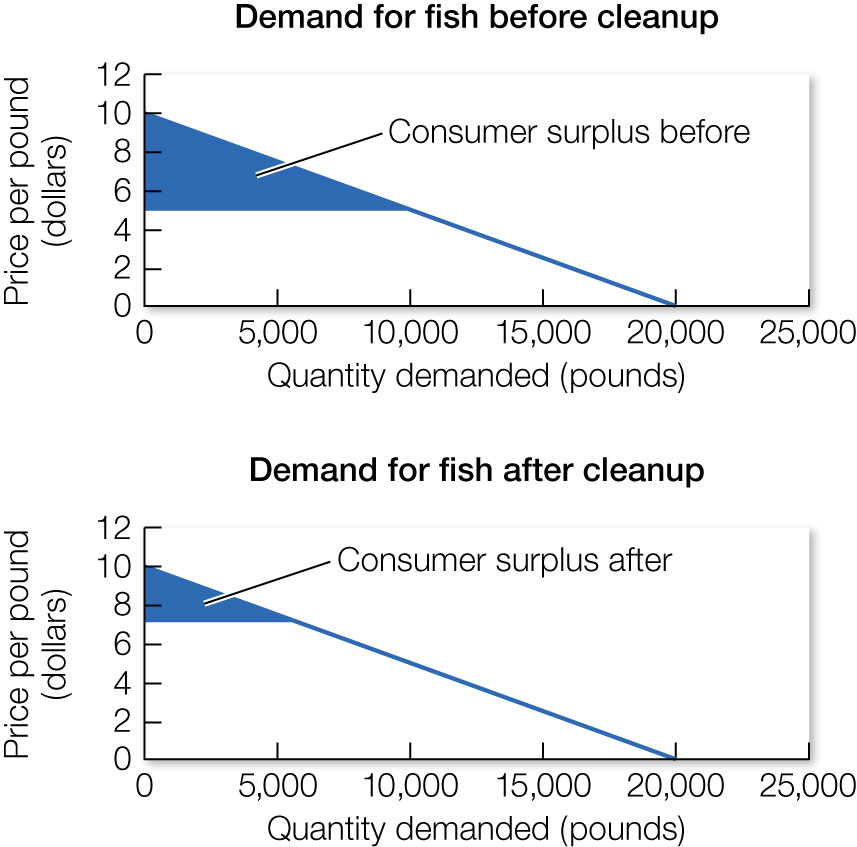 Demand for fish before cleanup
Price per pound
(dollars)
12
10
8
6
4
2
0
Consumer surplus before
0 5,000 10,000 15,000 20,000 25,000
Quantity demanded (pounds)
Demand for fish after cleanup
Price per pound
(dollars)
12
10
8
6
4
2
0
Consumer surplus after
0 5,000 10,000 15,000 20,000 25,000
Quantity demanded (pounds)